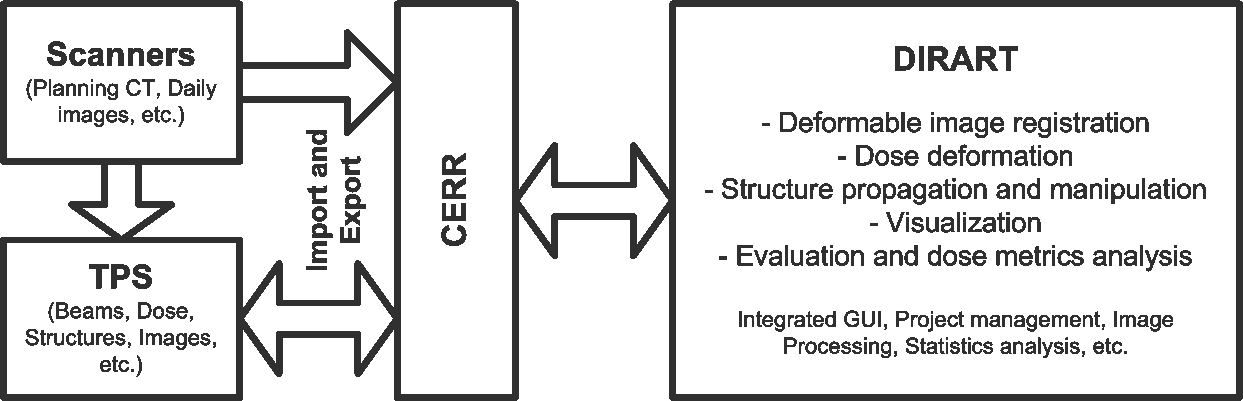 Scanners
(Planning CT, Daily
images, etc.)
TPS
(Beams, Dose,
Structures, Images,
etc.)
Import and
Export
CERR
DIRART
- Deformable image registration
- Dose deformation
- Structure propagation and manipulation
- Visualization
- Evaluation and dose metrics analysis
Integrated GUI, Project management, Image
Processing, Statistics analysis, etc.